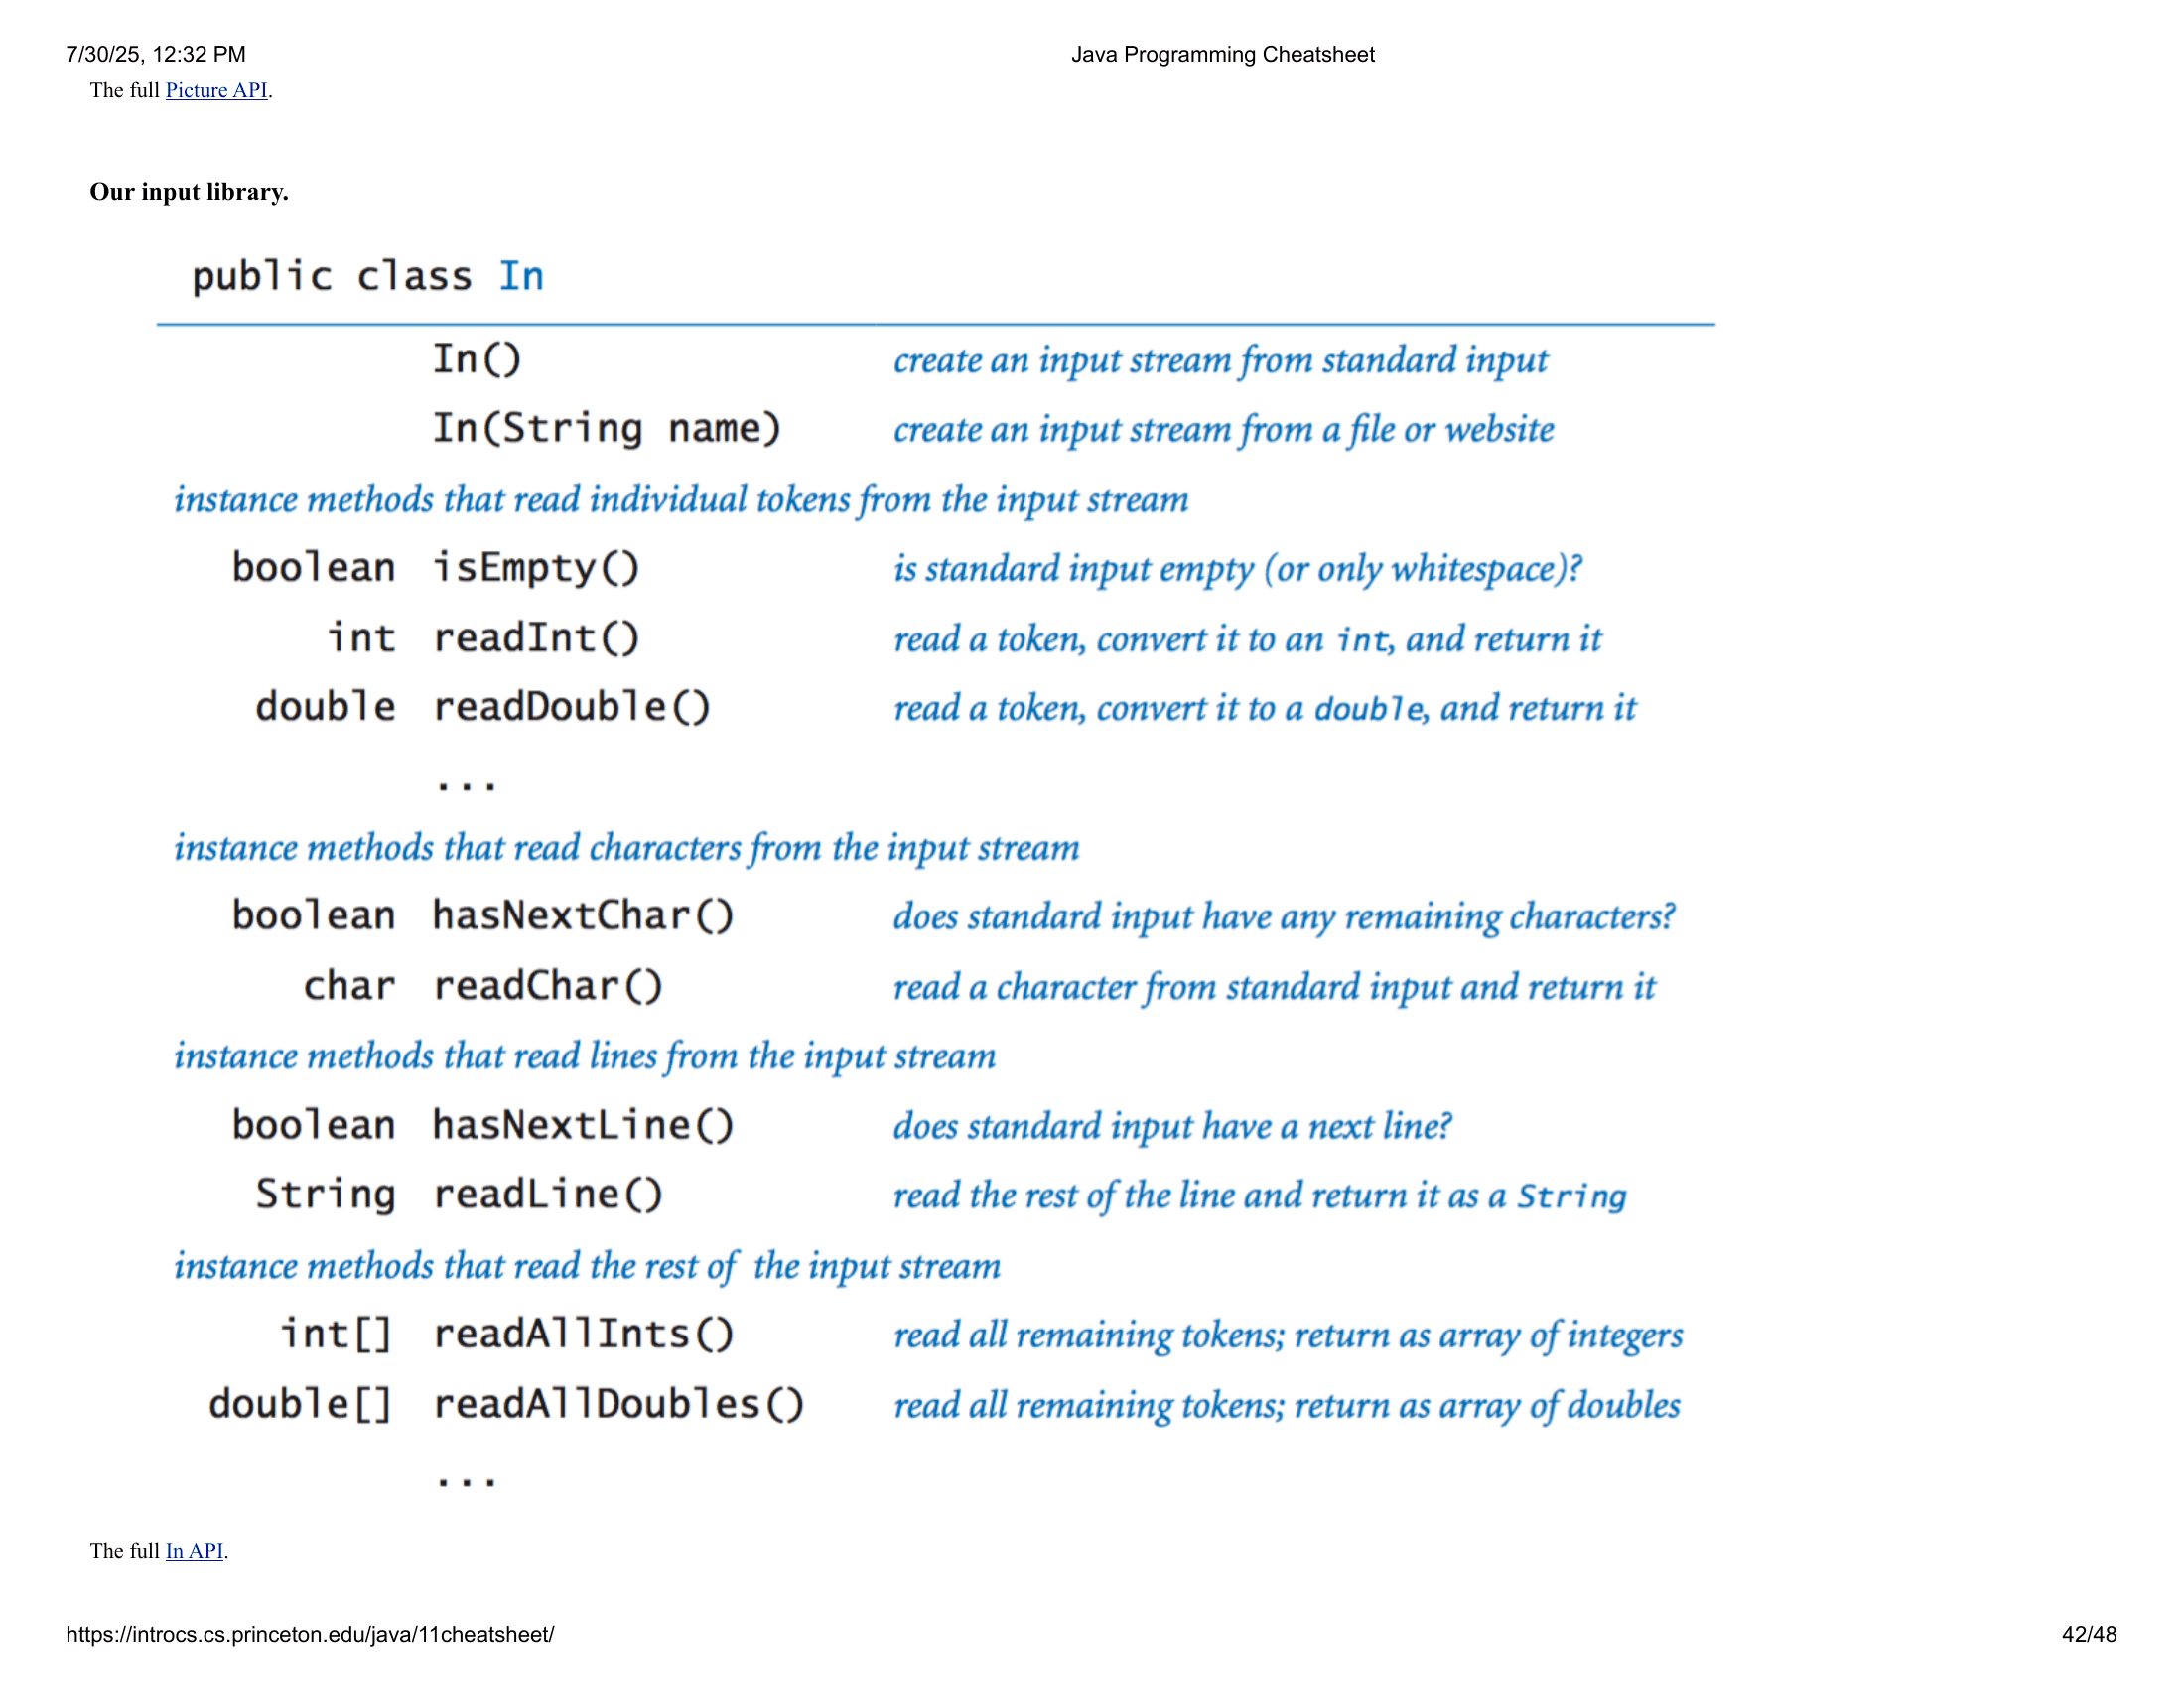 7/30/25, 12:32 PM Java Programming Cheatsheet
The full Picture API.
Our input library.
public class In
In() create an input stream from standard input
In(String name) create an input stream from a file or website
instance methods that read individual tokens from the input stream
boolean isEmpty() is standard input empty (or only whitespace)?
int readInt() read a token, convert it to an int, and return it
double readDouble() read a token, convert it to a double, and return it
...
instance methods that read characters from the input stream
boolean hasNextChar() does standard input have any remaining characters?
char readChar() read a character from standard input and return it
instance methods that read lines from the input stream
boolean hasNextLine() does standard input have a next line?
String readLine() read the rest of the line and return it as a String
instance methods that read the rest of the input stream
int[] readAllInts() read all remaining tokens; return as array of integers
double[] readAllDoubles() read all remaining tokens; return as array of doubles
...
The full In API.
https://introcs.cs.princeton.edu/java/11cheatsheet/ 42/48